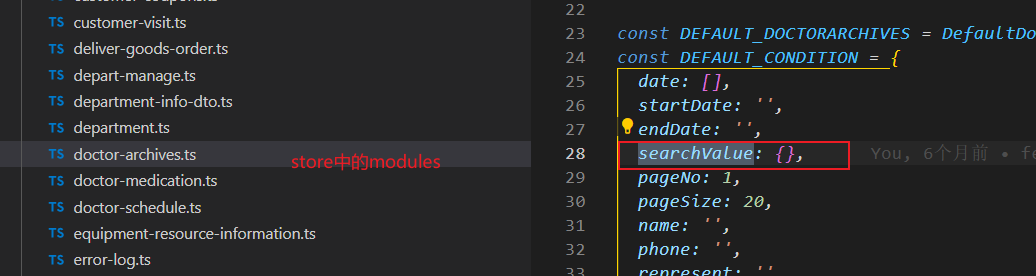 TS customer-visit.ts
TS deliver-goods-order.ts
TS depart-manage.ts
TS department-info-dto.ts
TS department.ts
TS doctor-archives.ts
TS doctor-medication.ts
TS doctor-schedule.ts
TS equipment-resource-information.ts
TS error-log.ts
store中的modules
22
23 const DEFAULT_DOCTORARCHIVES = DefaultDo
24 const DEFAULT_CONDITION = {
25 date: [],
26 startDate: '',
27 endDate: '',
28 searchValue: {}, You, 6个月前 • fe
29 pageNo: 1,
30 pageSize: 20,
31 name: '',
32 phone: '',
33 represent: ''